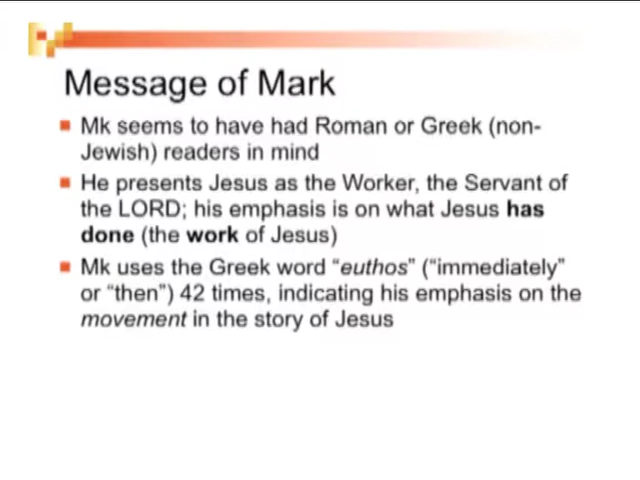 Message of Mark
Mk seems to have had Roman or Greek (non-
Jewish) readers in mind
He presents Jesus as the Worker, the Servant of
the LORD; his emphasis is on what Jesus has
done (the work of Jesus)
Mk uses the Greek word “euthos” (“immediately”
or “then”) 42 times, indicating his emphasis on the
movement in the story of Jesus